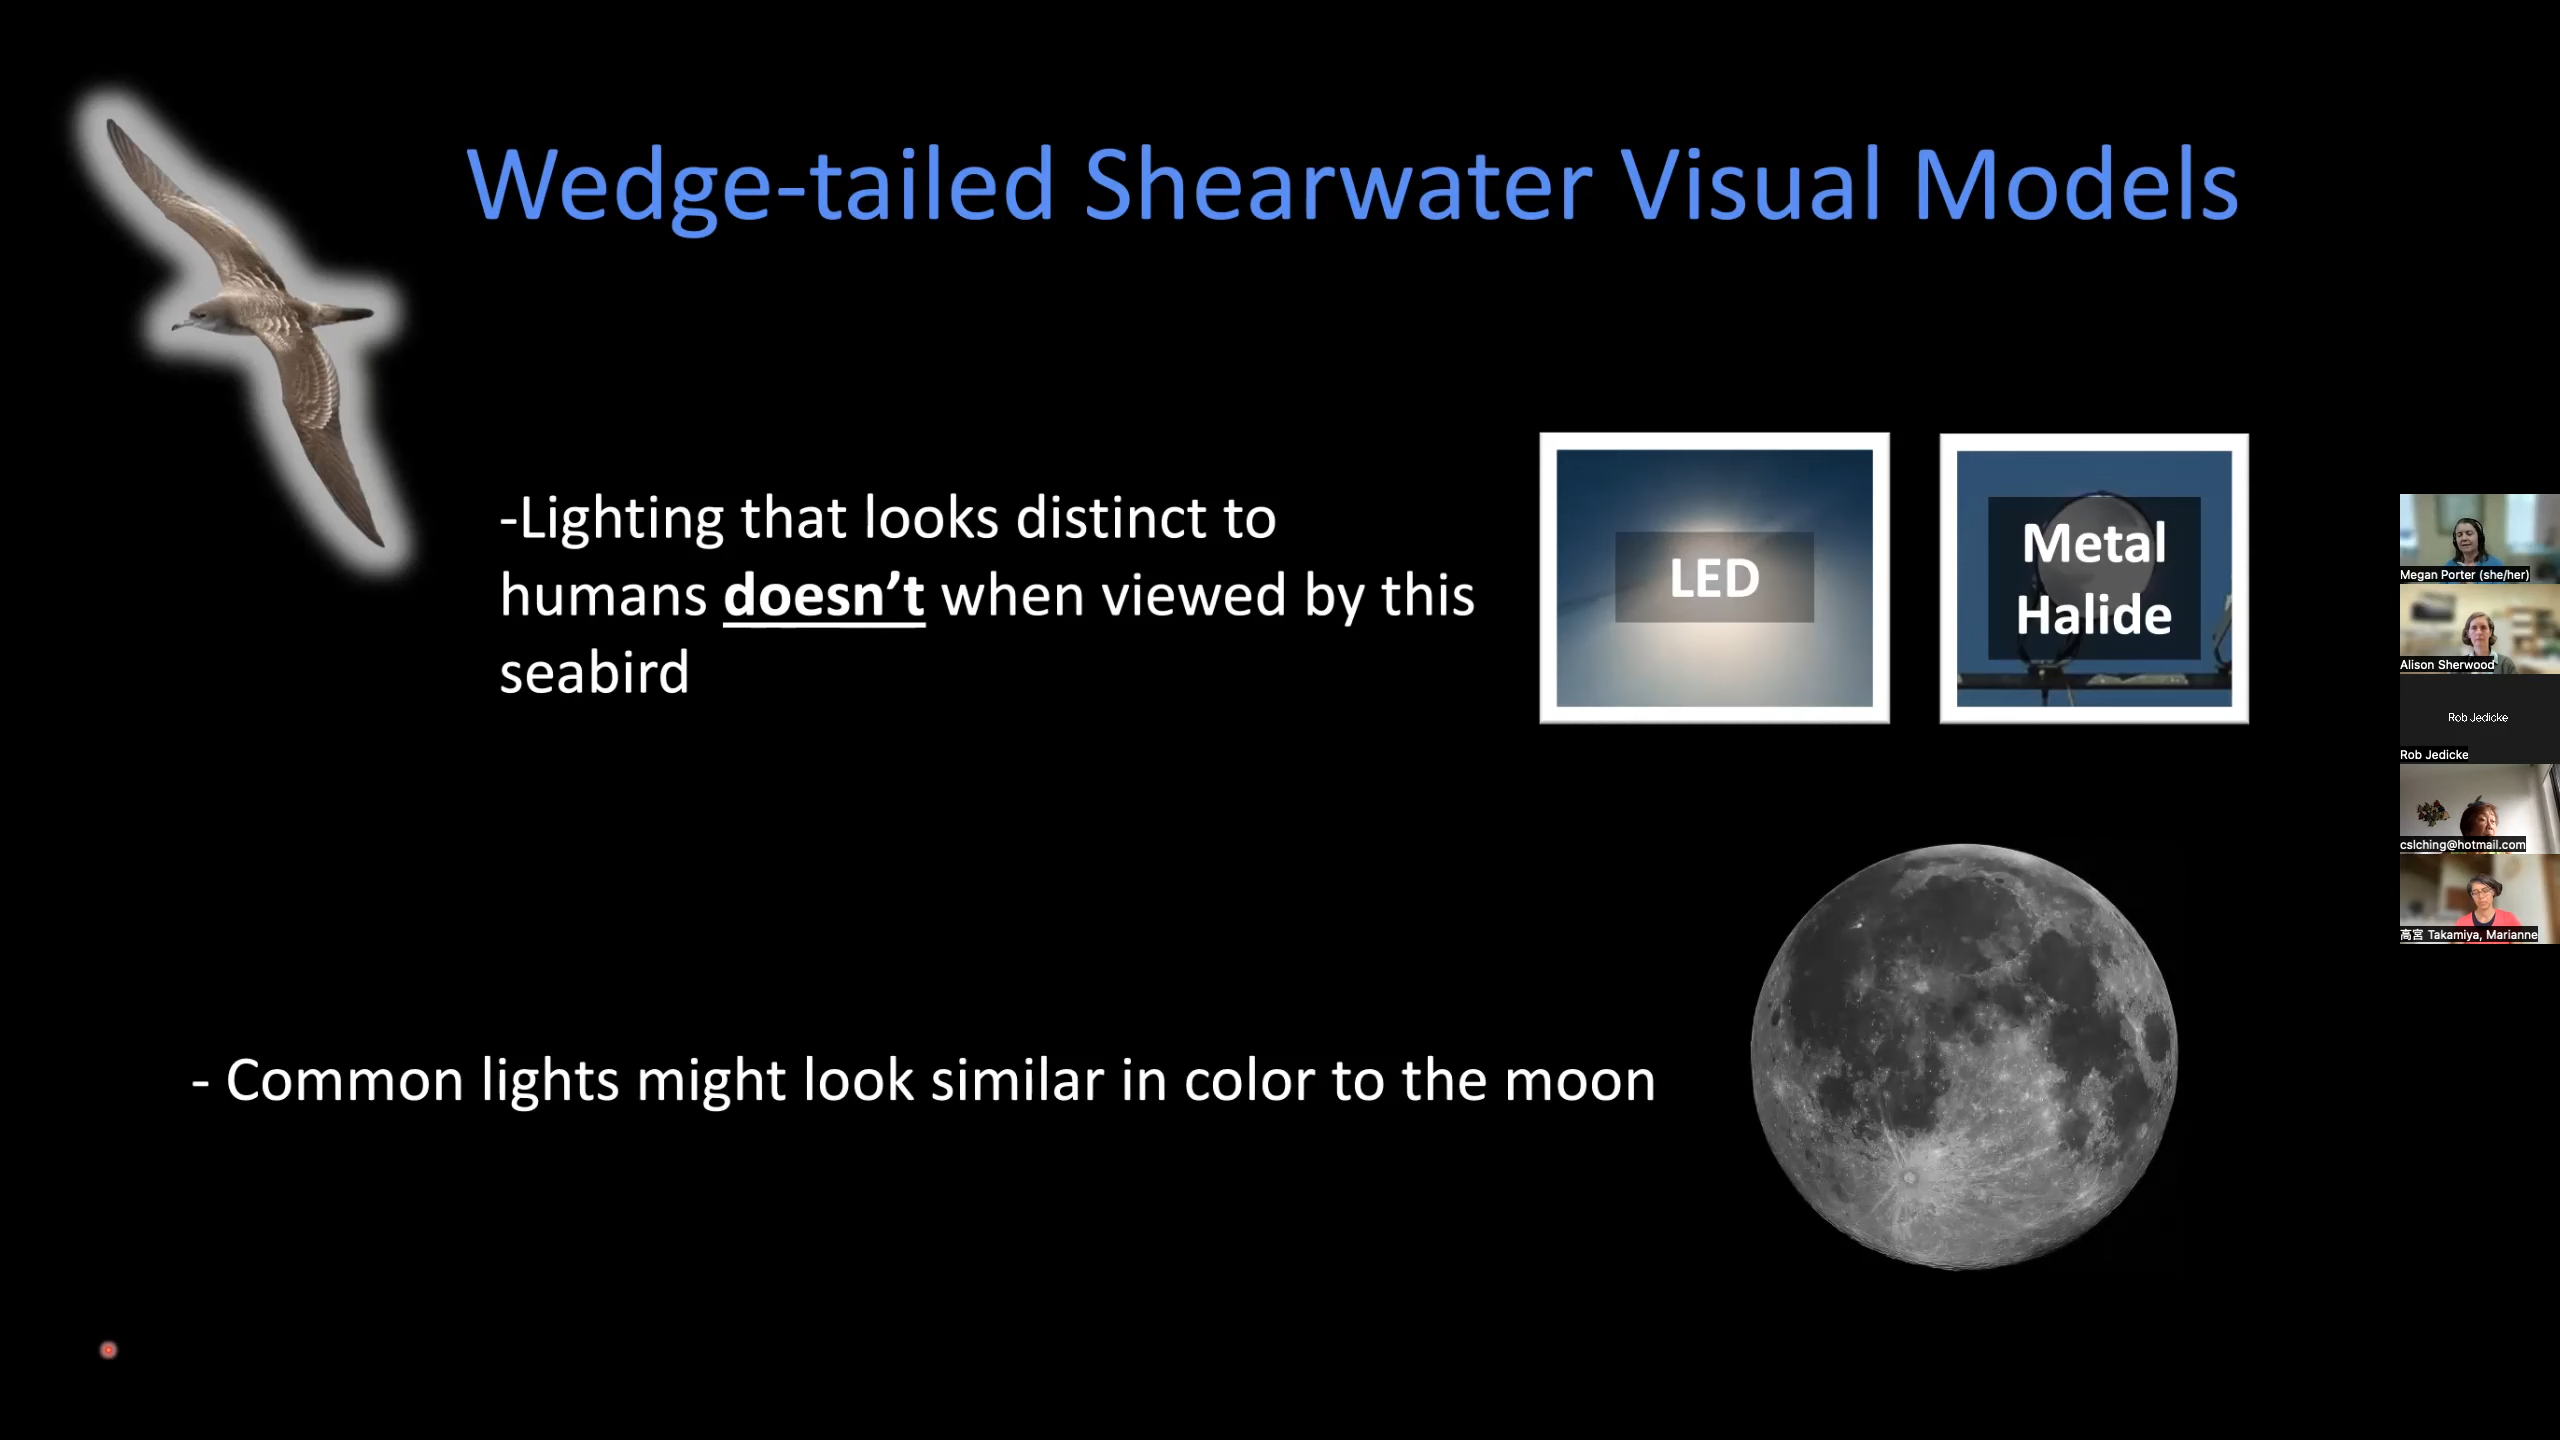 Wedge-tailed Shearwater Visual Models
-Lighting that looks distinct to
humans doesn’t when viewed by this
seabird
LED
Metal
Halide
- Common lights might look similar in color to the moon
Megan Porter (she/her)
Alison Sherwood
Rob Jedicke
Rob Jedicke
cslching@hotmail.com
高宮 Takamiya, Marianne